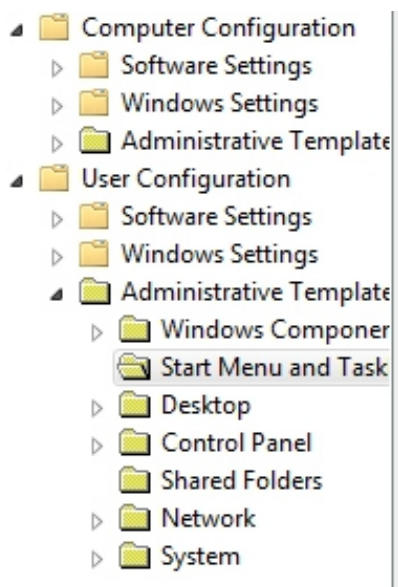 Computer Configuration
Software Settings
Windows Settings
Administrative Template
User Configuration
Software Settings
Windows Settings
Administrative Template
Windows Componer
Start Menu and Task
Desktop
Control Panel
Shared Folders
Network
System